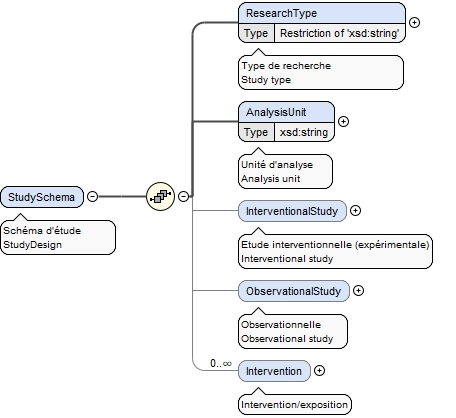 ResearchType
Type Restriction of 'xsd:string'
Type de recherche
Study type
AnalysisUnit
Type xsd:string
Unité d'analyse
Analysis unit
StudySchema
Schéma d'étude
StudyDesign
InterventionalStudy
Etude interventionnelle (expérimentale)
Interventional study
ObservationalStudy
Observationnelle
Observational study
0..∞
Intervention
Intervention/exposition